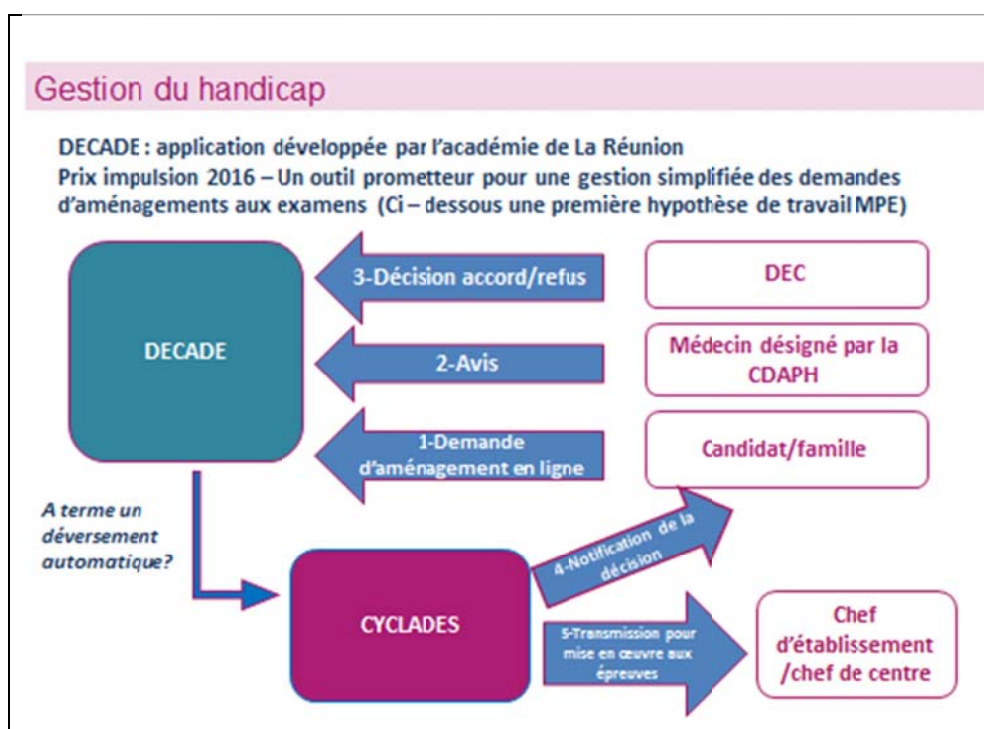 Gestion du handicap
DECADE : application développée par l'académie de La Réunion
Prix impulsion 2016 – Un outil prometteur pour une gestion simplifiée des demandes
d'aménagements aux examens (Ci – dessous une première hypothèse de travail MPE)
DECADE
3-Décision accord/refus
DEC
2-Avis
Médecin désigné par la
CDAPH
1-Demande
d'aménagement en ligne
Candidat/famille
A terme un
déversement
automatique?
4-Notification de la
décision
CYCLADES
5-Transmission pour
mise en œuvre aux
épreuves
Chef
d'établissement
/chef de centre